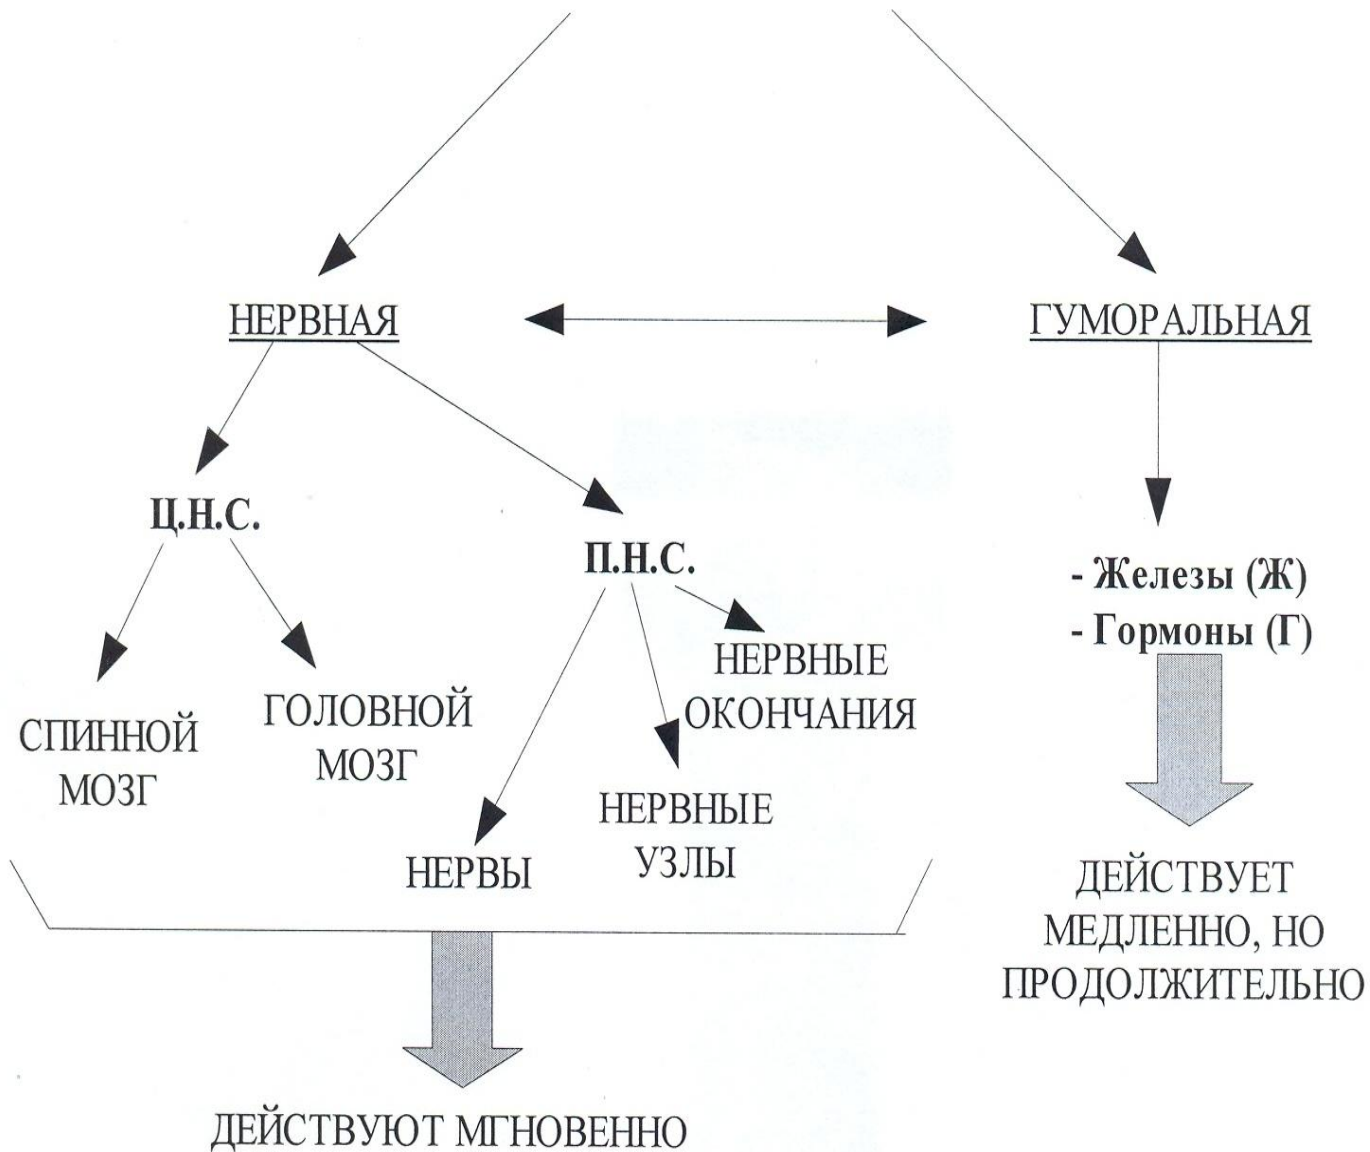 НЕРВНАЯ
ГУМОРАЛЬНАЯ
Ц.Н.С.
П.Н.С.
- Железы (Ж)
- Гормоны (Г)
НЕРВНЫЕ
ОКОНЧАНИЯ
ГОЛОВНОЙ
МОЗГ
СПИННОЙ
МОЗГ
НЕРВНЫЕ
УЗЛЫ
НЕРВЫ
ДЕЙСТВУЕТ
МЕДЛЕННО, НО
ПРОДОЛЖИТЕЛЬНО
ДЕЙСТВУЮТ МГНОВЕННО